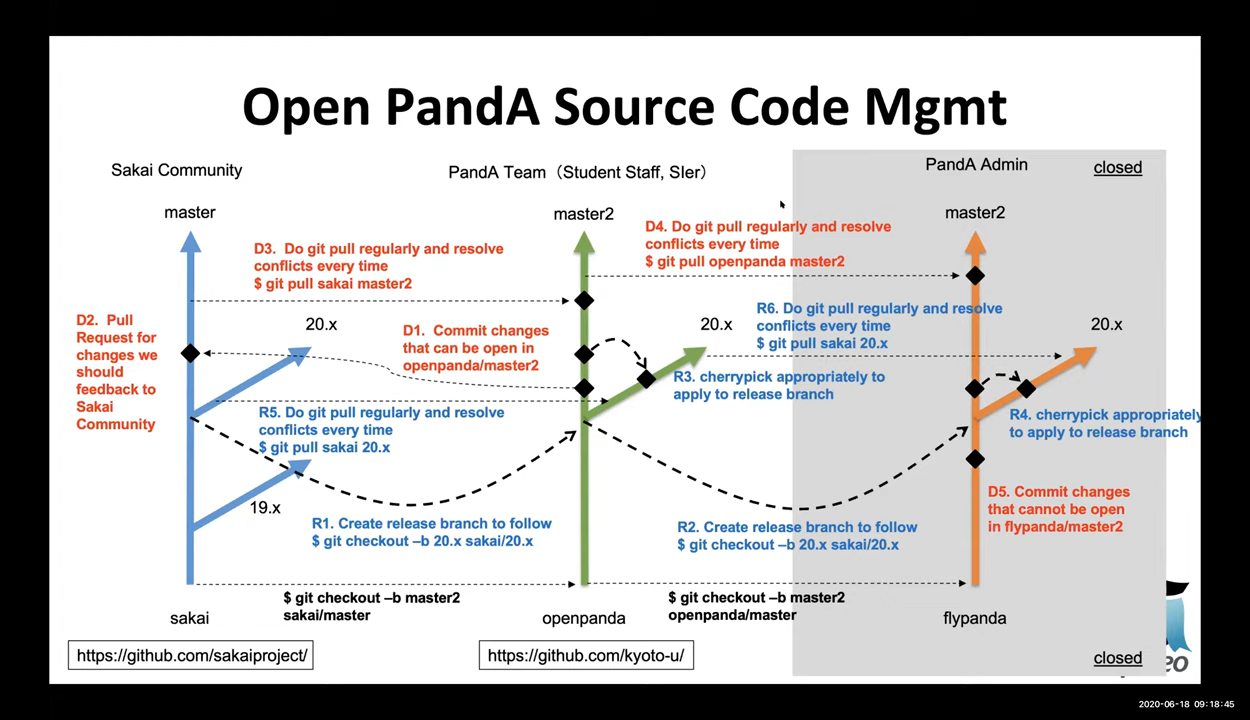 Open PandA Source Code Mgmt
Sakai Community
PandA Team（Student Staff, SIer）
PandA Admin
closed
master
master2
master2
D3. Do git pull regularly and resolve
conflicts every time
$ git pull sakai master2
D4. Do git pull regularly and resolve
conflicts every time
$ git pull openpanda master2
D2. Pull
Request for
changes we
should
feedback to
Sakai
Community
20.x
D1. Commit changes
that can be open in
openpanda/master2
20.x
R6. Do git pull regularly and resolve
conflicts every time
$ git pull sakai 20.x
20.x
R3. cherrypick appropriately to
apply to release branch
R5. Do git pull regularly and resolve
conflicts every time
$ git pull sakai 20.x
R4. cherrypick appropriately
to apply to release branch
19.x
R1. Create release branch to follow
$ git checkout –b 20.x sakai/20.x
R2. Create release branch to follow
$ git checkout –b 20.x sakai/20.x
D5. Commit changes
that cannot be open
in flypanda/master2
$ git checkout –b master2
sakai/master
$ git checkout –b master2
openpanda/master
sakai
openpanda
flypanda
https://github.com/sakaiproject/
https://github.com/kyoto-u/
closed
2020-06-18 09:18:45